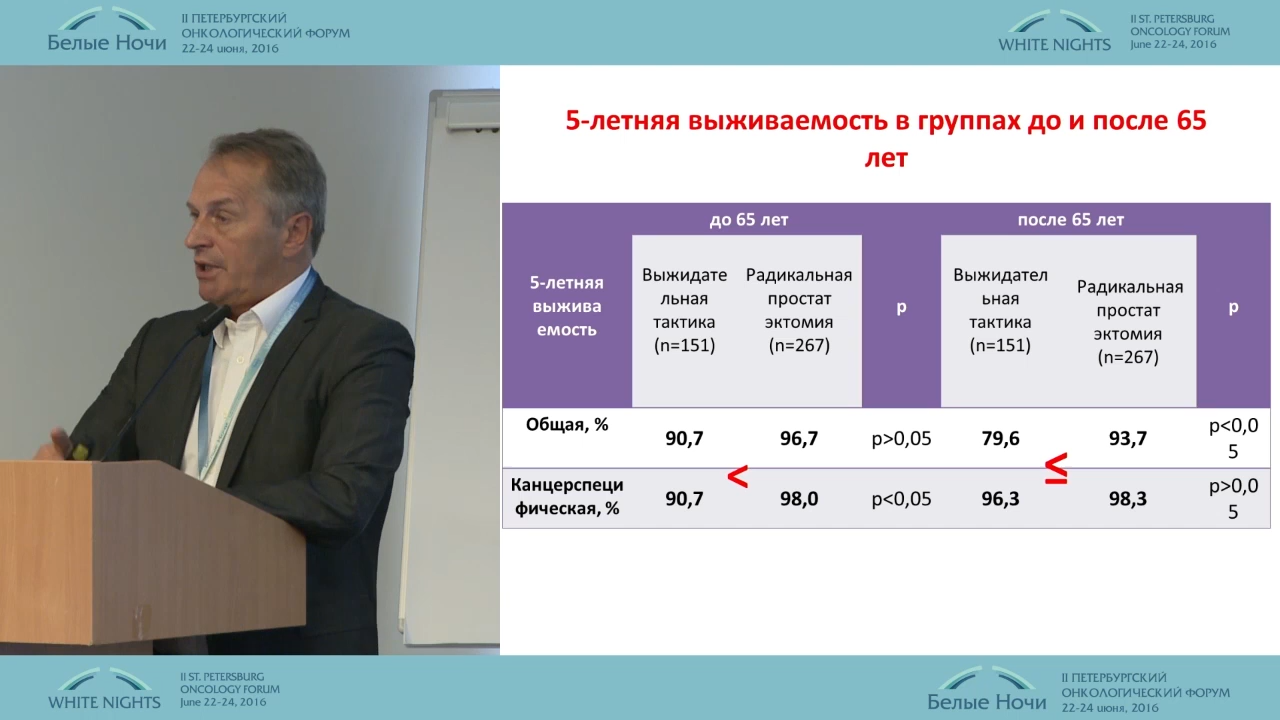 II ПЕТЕРБУРГСКИЙ
ОНКОЛОГИЧЕСКИЙ ФОРУМ
Белые Ночи
22-24 июня, 2016
II ST. PETERSBURG
ONCOLOGY FORUM
WHITE NIGHTS
June 22-24, 2016
5-летняя выживаемость в группах до и после 65
лет
5-летняя
выжива
емость
до 65 лет
после 65 лет
Выжидате
льная
тактика
(n=151)
Радикальная
простат
эктомия
(n=267)
p
Выжидател
ьная
тактика
(n=151)
Радикальная
простат
эктомия
(n=267)
p
Общая, %
90,7
96,7
p>0,05
79,6
93,7
p<0,0
5
<
≤
Канцерспеци
фическая, %
90,7
98,0
p<0,05
96,3
98,3
p>0,0
5
II ST. PETERSBURG
ONCOLOGY FORUM
WHITE NIGHTS
June 22-24, 2016
II ПЕТЕРБУРГСКИЙ
ОНКОЛОГИЧЕСКИЙ ФОРУМ
Белые Ночи
22-24 июня, 2016